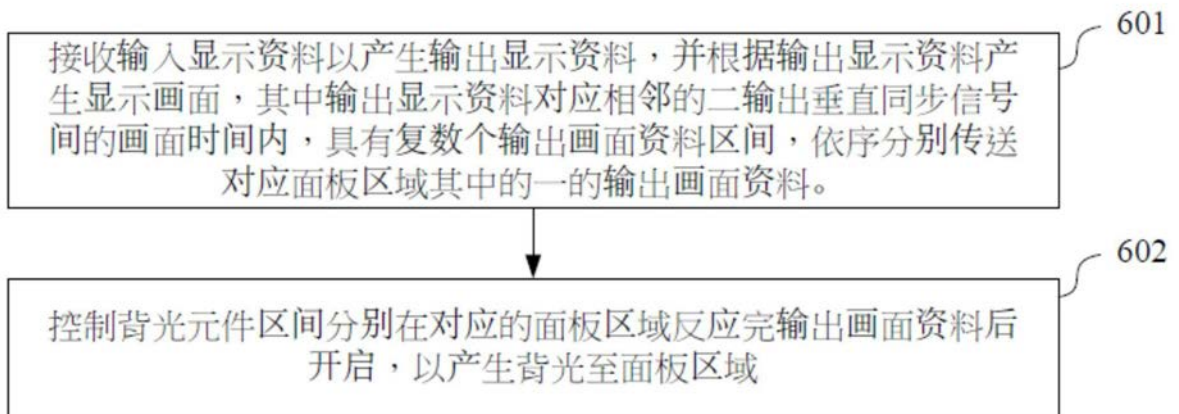 601
接收输入显示资料以产生输出显示资料，并根据输出显示资料产
生显示画面，其中输出显示资料对应相邻的二输出垂直同步信号
间的画面时间内，具有复数个输出画面资料区间，依序分别传送
对应面板区域其中的一的输出画面资料。
602
控制背光元件区间分别在对应的面板区域反应完输出画面资料后
开启，以产生背光至面板区域